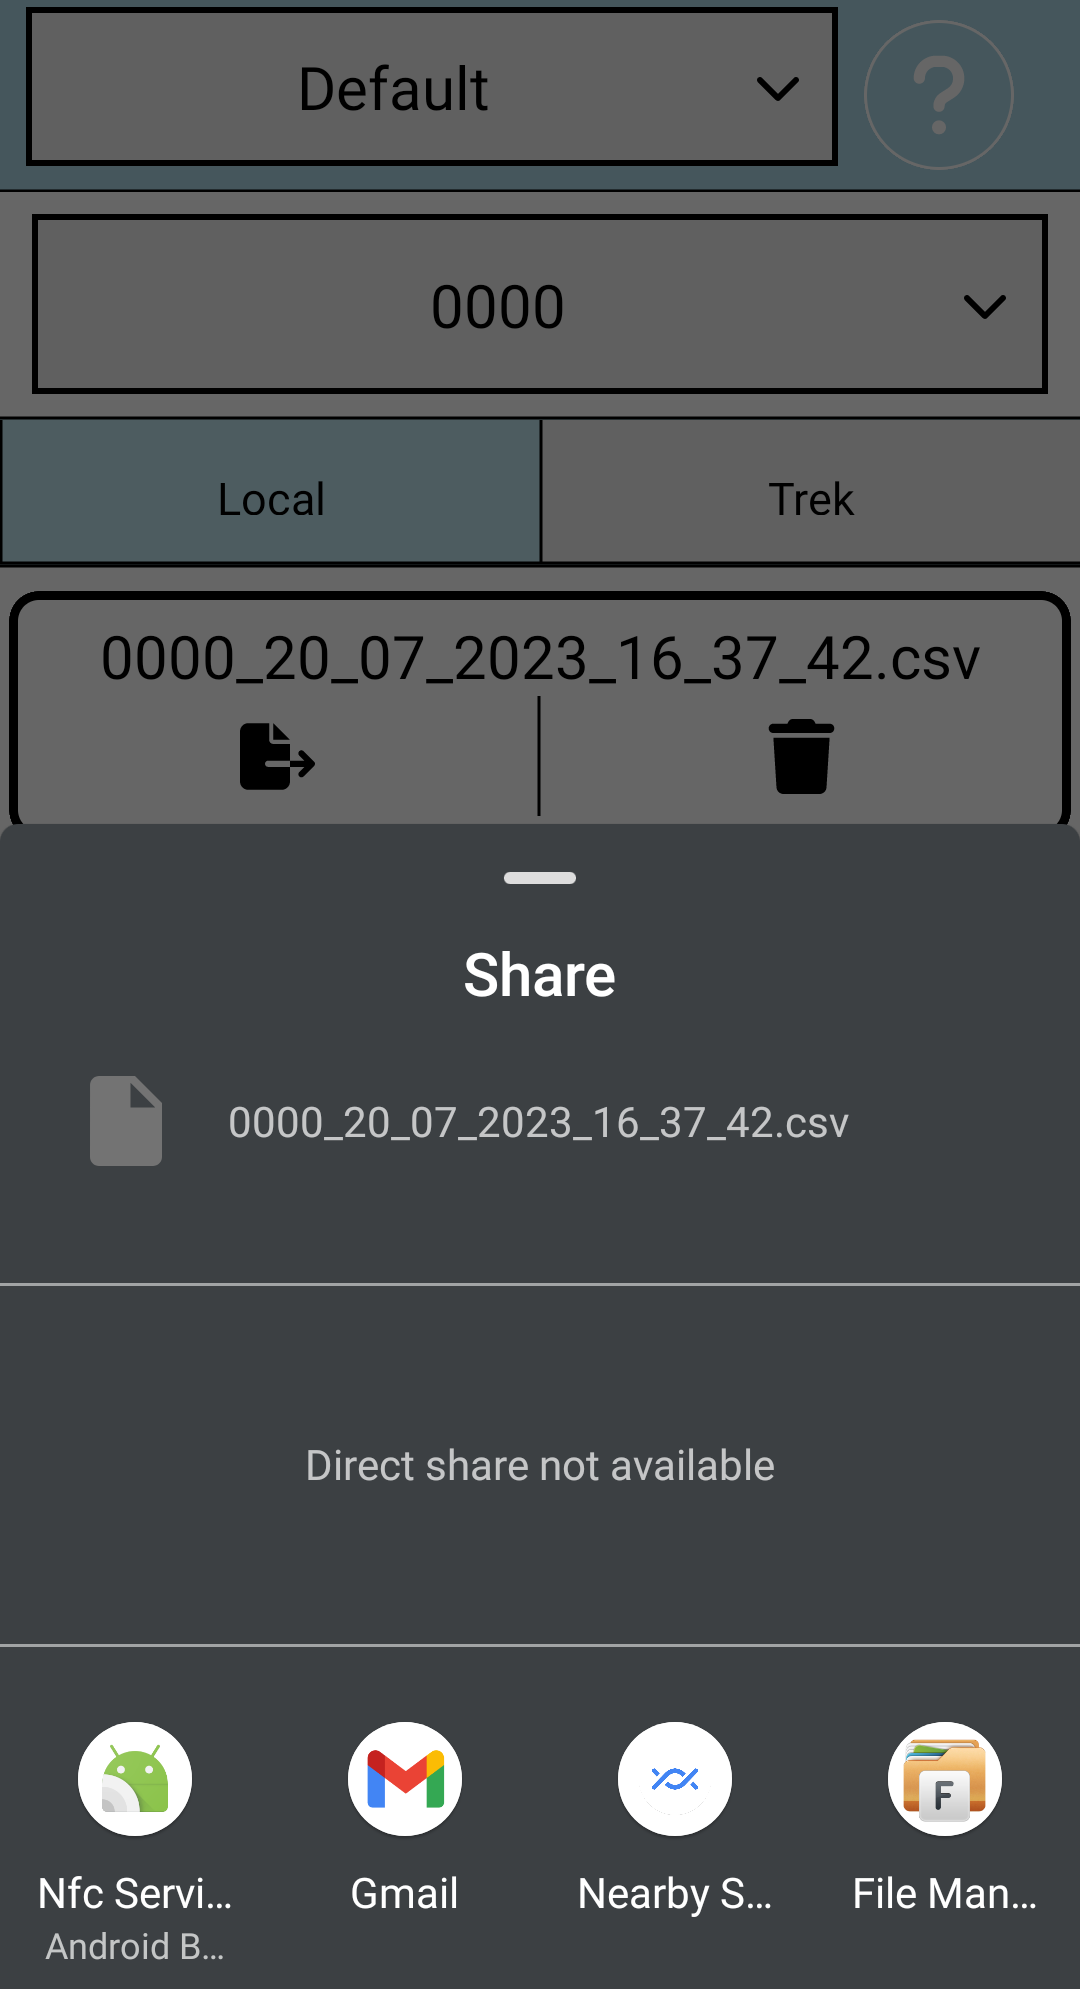 Default
?
0000
Local
Trek
0000_20_07_2023_16_37_42.csv
Share
0000_20_07_2023_16_37_42.csv
Direct share not available
F
Nfc Servi...
Gmail
Nearby S...
File Man...
Android B...